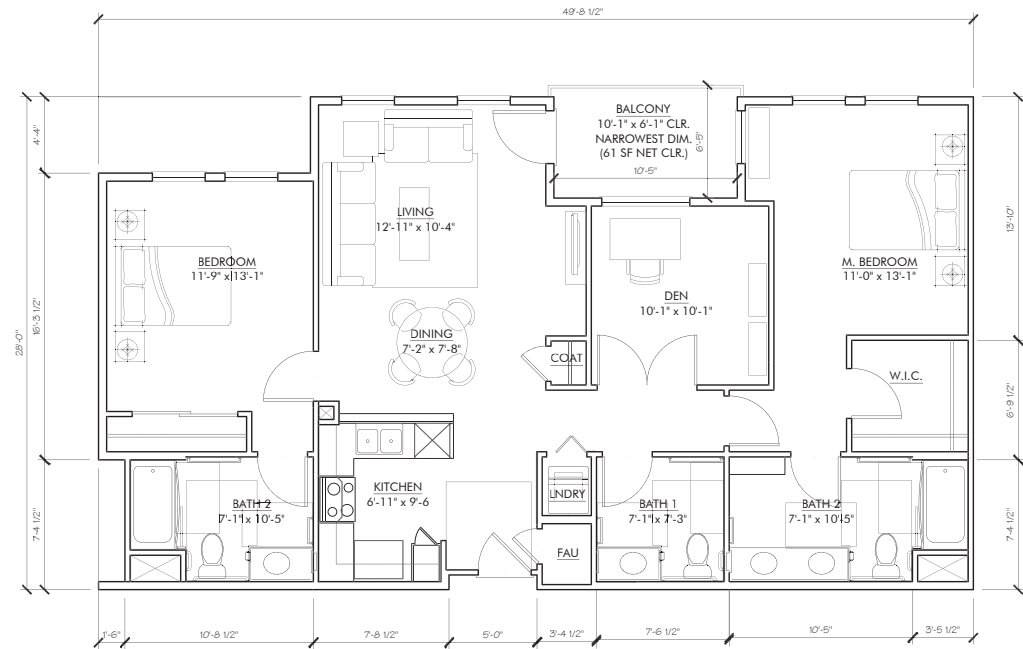 49'-8 1/2"
BALCONY
10'-1" x 6'-1" CLR.
NARROWEST DIM.
(61 SF NET CLR.)
6'-5"
10'-5"
4'-4"
LIVING
12'-11" x 10'-4"
13'-10"
BEDROOM
11'-9" x 13'-1"
M. BEDROOM
11'-0" x 13'-1"
DEN
10'-1" x 10'-1"
16'-3 1/2"
28'-0"
DINING
7'-2" x 7'-8"
COAT
W.I.C.
6'-9 1/2"
KITCHEN
6'-11" x 9'-6
LNDRY
BATH 2
7'-1" x 10'-5"
BATH 1
7'-1" x 7'-3"
BATH 2
7'-1" x 10'-5"
7'-4 1/2"
7'-4 1/2"
FAU
1'-6"
10'-8 1/2"
7'-8 1/2"
5'-0"
3'-4 1/2"
7'-6 1/2"
10'-5"
3'-5 1/2"